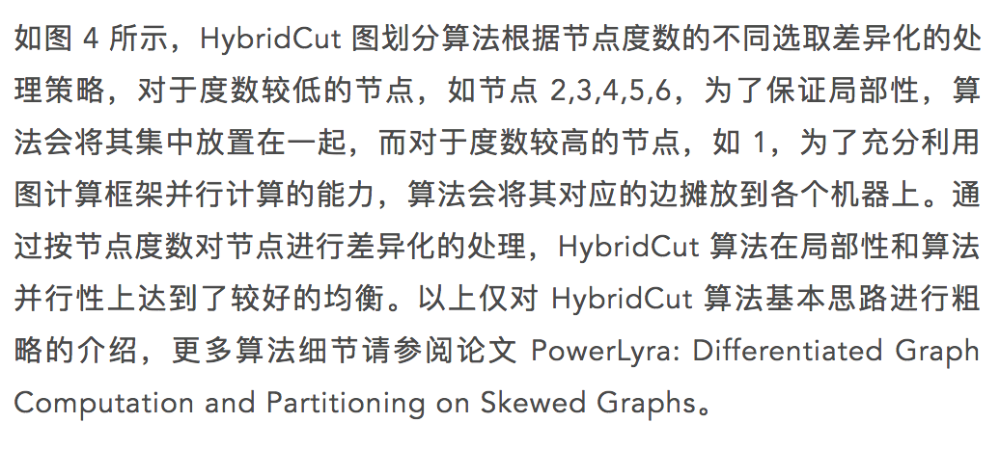 如图 4 所示，HybridCut 图划分算法根据节点度数的不同选取差异化的处
理策略，对于度数较低的节点，如节点 2,3,4,5,6，为了保证局部性，算
法会将其集中放置在一起，而对于度数较高的节点，如 1，为了充分利用
图计算框架并行计算的能力，算法会将其对应的边摊放到各个机器上。通
过按节点度数对节点进行差异化的处理，HybridCut 算法在局部性和算法
并行性上达到了较好的均衡。以上仅对 HybridCut 算法基本思路进行粗
略的介绍，更多算法细节请参阅论文 PowerLyra: Differentiated Graph
Computation and Partitioning on Skewed Graphs。